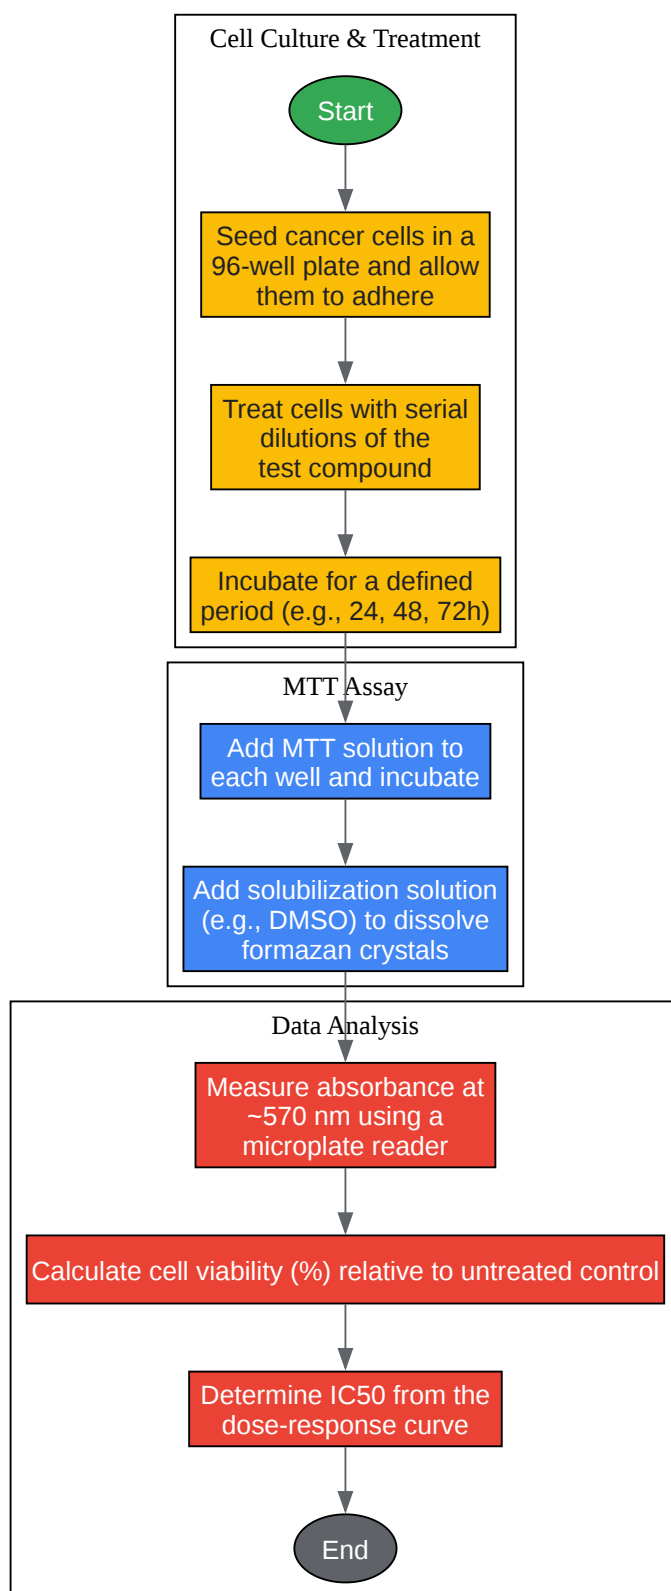 Cell Culture & Treatment
Start
Seed cancer cells in a
96-well plate and allow
them to adhere
Treat cells with serial
dilutions of the
test compound
Incubate for a defined
period (e.g., 24, 48, 72h)
MTT Assay
Add MTT solution to
each well and incubate
Add solubilization solution
(e.g., DMSO) to dissolve
formazan crystals
Data Analysis
Measure absorbance at
~570 nm using a
microplate reader
Calculate cell viability (%) relative to untreated control
Determine IC50 from the
dose-response curve
End